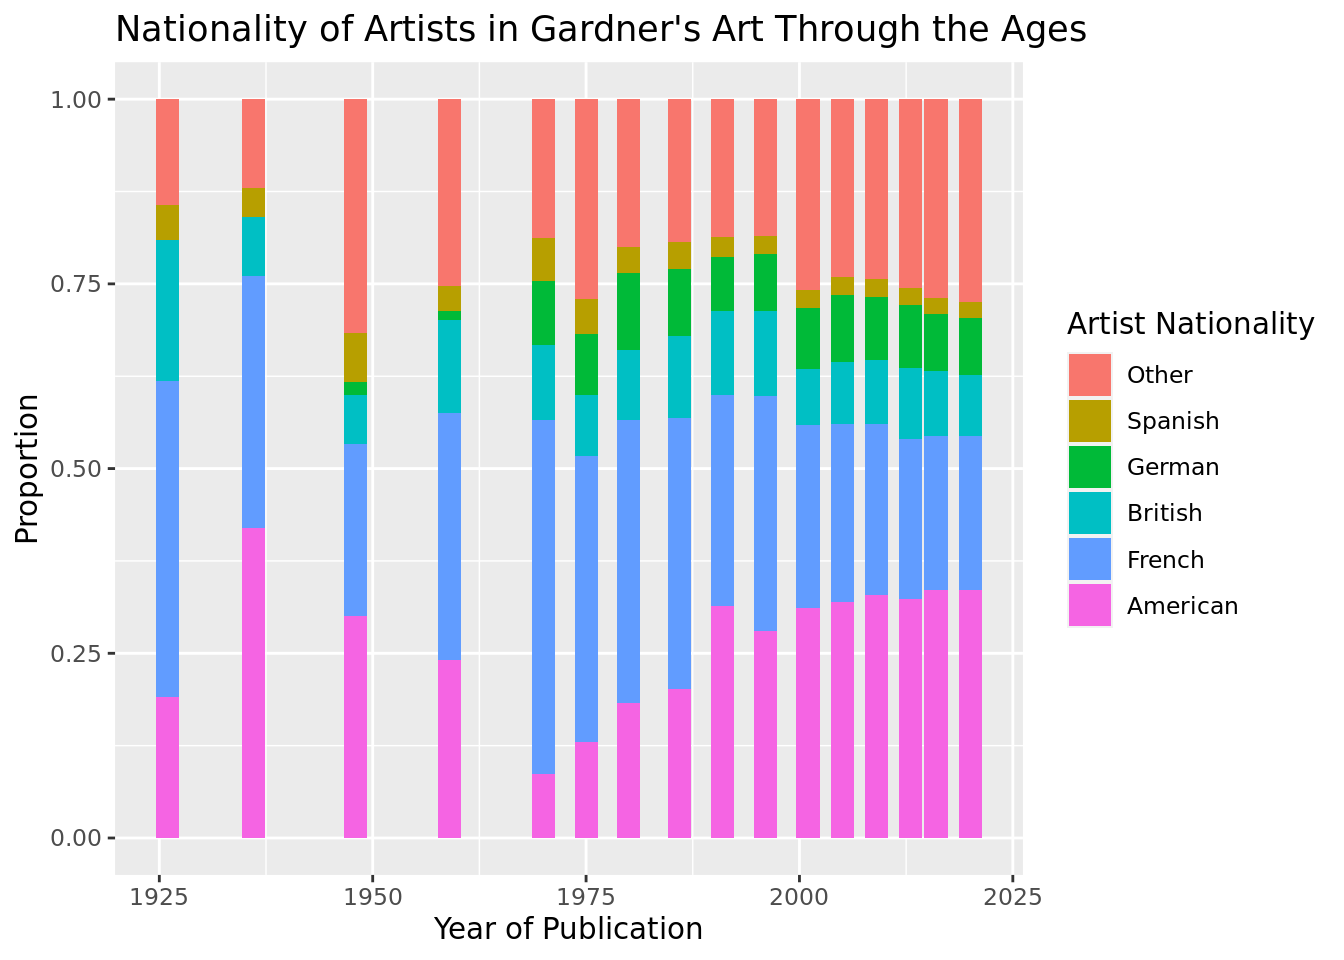 Nationality of Artists in Gardner's Art Through the Ages
1.00
0.75
0.50
0.25
0.00
Proportion
1925
1950
1975
2000
2025
Year of Publication
Artist Nationality
Other
Spanish
German
British
French
American